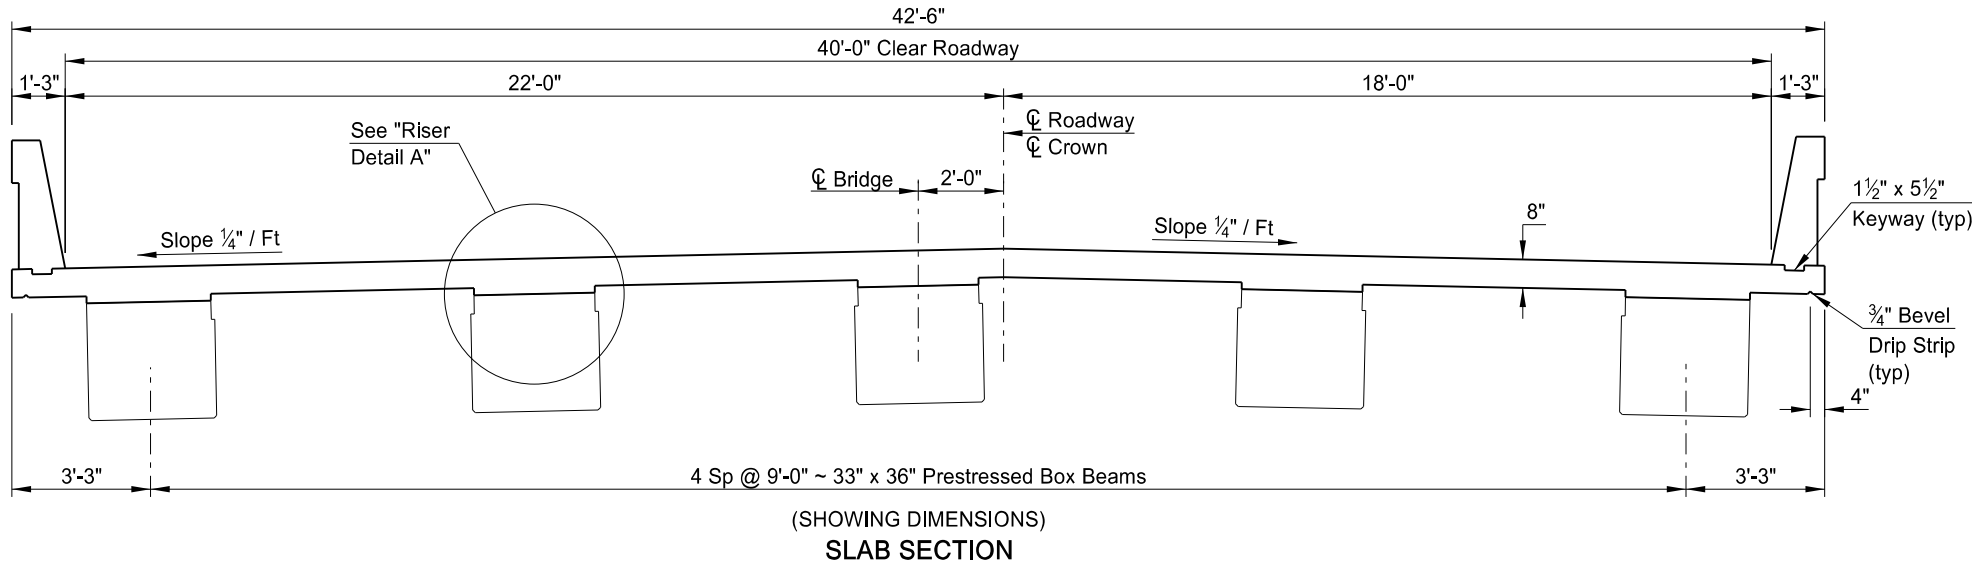 42'-6"
40'-0" Clear Roadway
1'-3"
22'-0"
18'-0"
1'-3"
See "Riser
Detail A"
℄ Roadway
℄ Crown
℄ Bridge
2'-0"
1½" x 5½"
Keyway (typ)
Slope ¼" / Ft
Slope ¼" / Ft
8"
¾" Bevel
Drip Strip
(typ)
4"
3'-3"
4 Sp @ 9'-0" ~ 33" x 36" Prestressed Box Beams
3'-3"
(SHOWING DIMENSIONS)
SLAB SECTION